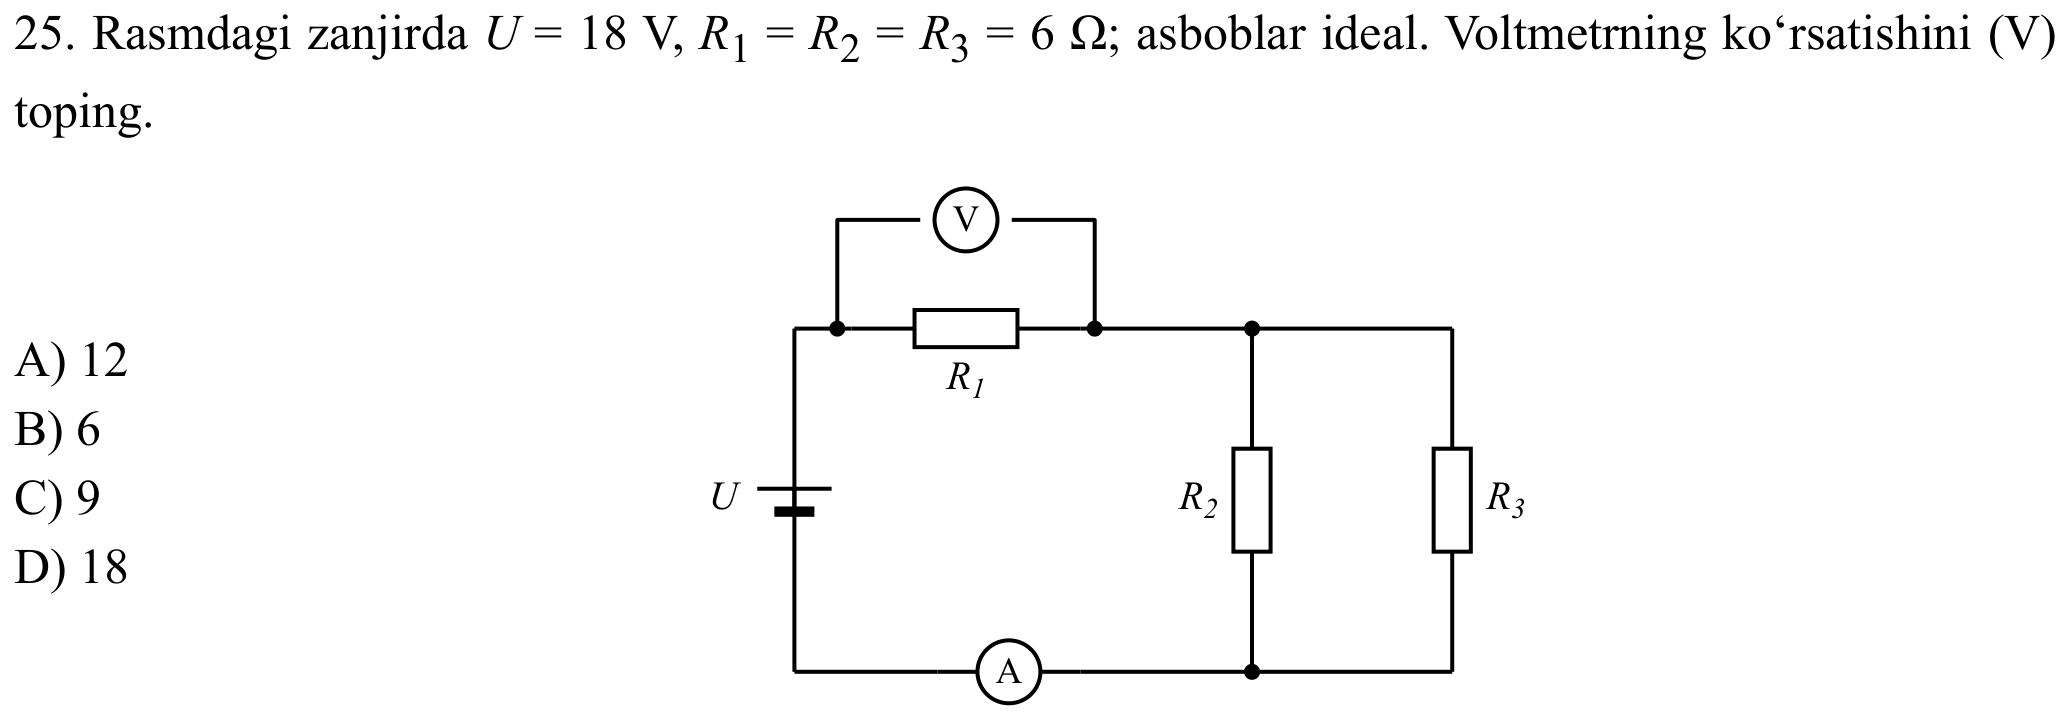 25. Rasmdagi zanjirda U = 18 V, R₁ = R₂ = R₃ = 6 Ω; asboblar ideal. Voltmetrning ko‘rsatishini (V)
toping.
V
A) 12
R₁
B) 6
C) 9
U
R₂
R₃
D) 18
A